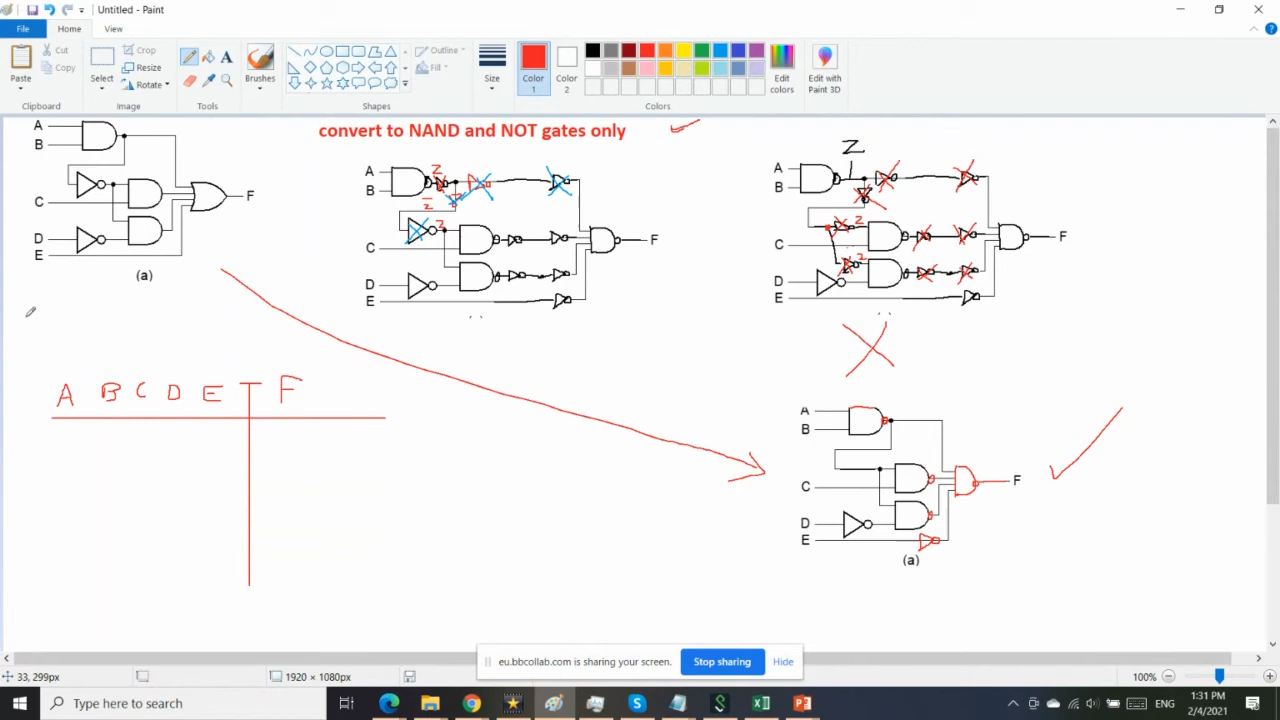 Untitled - Paint
File Home View
Paste
Cut
Copy
Clipboard
Select
Crop
Resize
Rotate
Image
A
Tools
Brushes
Shapes
Outline
Fill
Size
Color 1
Color 2
Edit colors
Colors
Edit with Paint 3D
convert to NAND and NOT gates only
A
B
C
D
E
F
(a)
A
B
C
D
E
F
Z
Z
Z
A
B
C
D
E
F
Z
Z
Z
A B C D E F
A
B
C
D
E
F
(a)
eu.bbcollab.com is sharing your screen. Stop sharing Hide
33, 299px
1920 × 1080px
100%
Type here to search
ENG
1:31 PM
2/4/2021